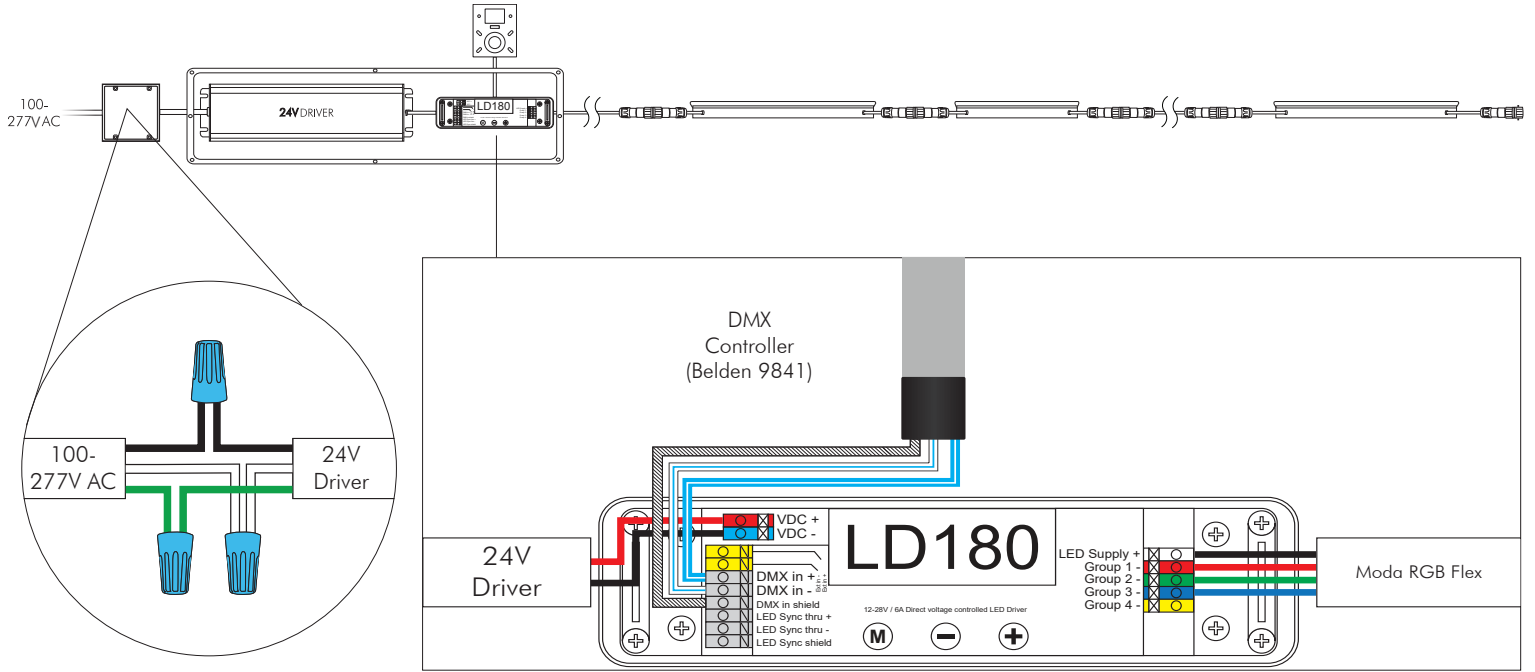 100-
277VAC
24V DRIVER
LD180
100-
277V AC
24V
Driver
DMX
Controller
(Belden 9841)
24V
Driver
VDC +
VDC -
DMX in +
DMX in -
DMX in shield
LED Sync thru +
LED Sync thru -
LED Sync shield
LD180
12-28V / 6A Direct voltage controlled LED Driver
M
LED Supply +
Group 1 -
Group 2 -
Group 3 -
Group 4 -
Moda RGB Flex